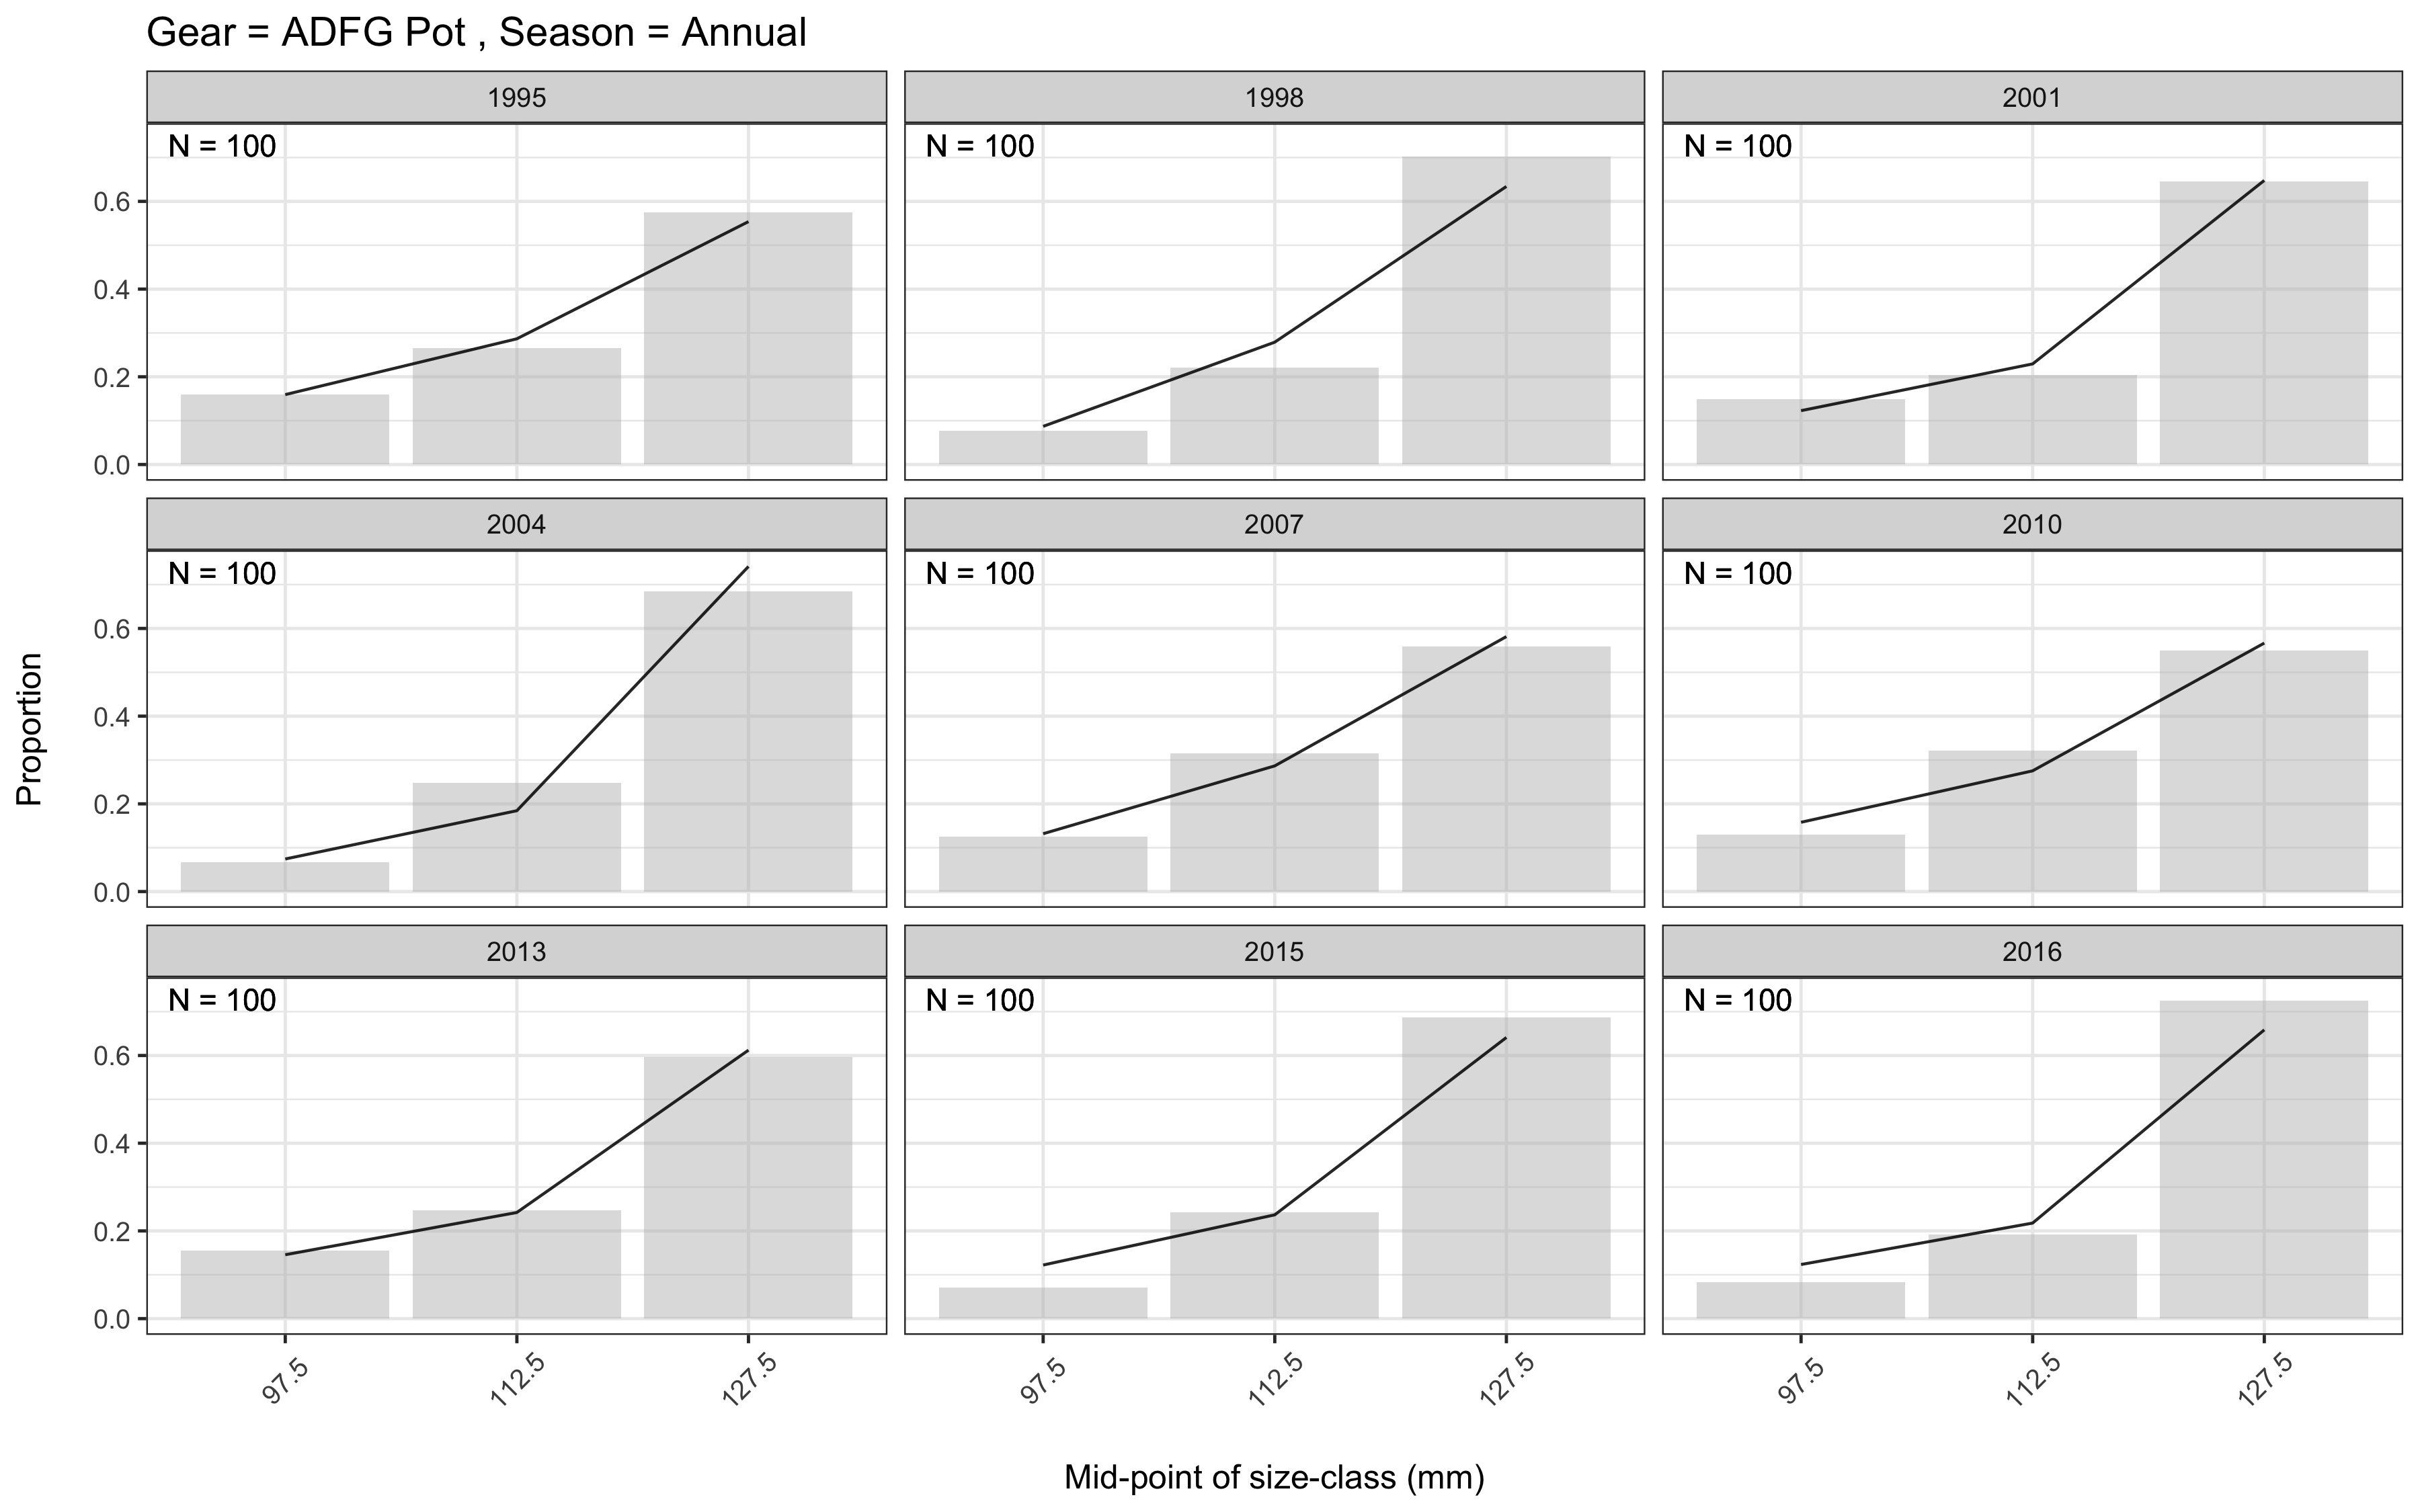 Gear = ADFG Pot , Season = Annual
1995
1998
2001
N = 100
N = 100
N = 100
0.6
0.4
0.2
0.0
2004
2007
2010
N = 100
N = 100
N = 100
0.6
0.4
0.2
0.0
2013
2015
2016
N = 100
N = 100
N = 100
0.6
0.4
0.2
0.0
Proportion
97.5
112.5
127.5
97.5
112.5
127.5
97.5
112.5
127.5
Mid-point of size-class (mm)